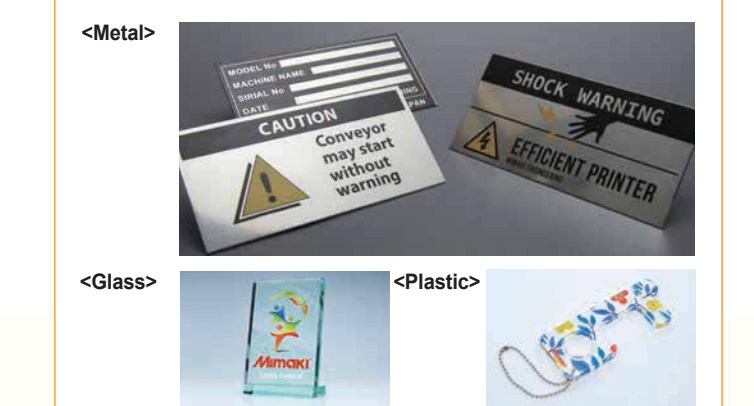 <Metal>
MODEL No
MACHINE NAME
SIRIAL No
DATE
CAUTION
Conveyor
may start
without
warning
SHOCK WARNING
EFFICIENT PRINTER
<Glass>
Mimaki
<Plastic>